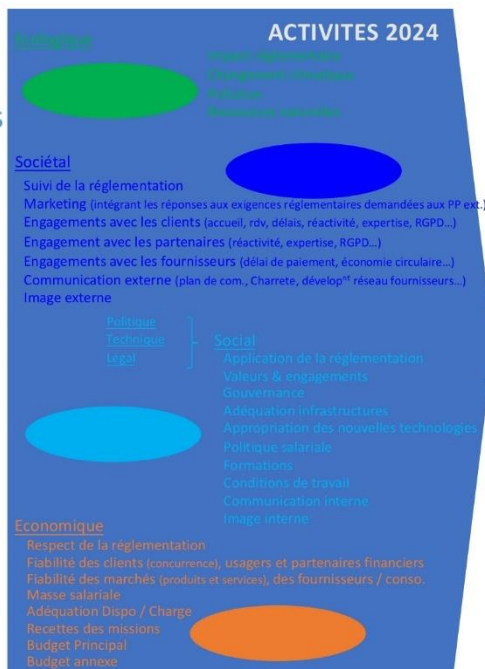 ACTIVITES 2024
Ecologique
Impact réglementaire
Changement climatique
Pollution
Ressources naturelles
Sociétal
Suivi de la réglementation
Marketing (intégrant les réponses aux exigences réglementaires demandées aux PP ext.)
Engagements avec les clients (accueil, rdv, délais, réactivité, expertise, RGPD...)
Engagement avec les partenaires (réactivité, expertise, RGPD...)
Engagements avec les fournisseurs (délai de paiement, économie circulaire...)
Communication externe (plan de com., Charrete, dévelopⁿᵗ réseau fournisseurs...)
Image externe
Politique
Technique
Légal
Social
Application de la réglementation
Valeurs & engagements
Gouvernance
Adéquation infrastructures
Appropriation des nouvelles technologies
Politique salariale
Formations
Conditions de travail
Communication interne
Image interne
Economique
Respect de la réglementation
Fiabilité des clients (concurrence), usagers et partenaires financiers
Fiabilité des marchés (produits et services), des fournisseurs / conso.
Masse salariale
Adéquation Dispo / Charge
Recettes des missions
Budget Principal
Budget annexe